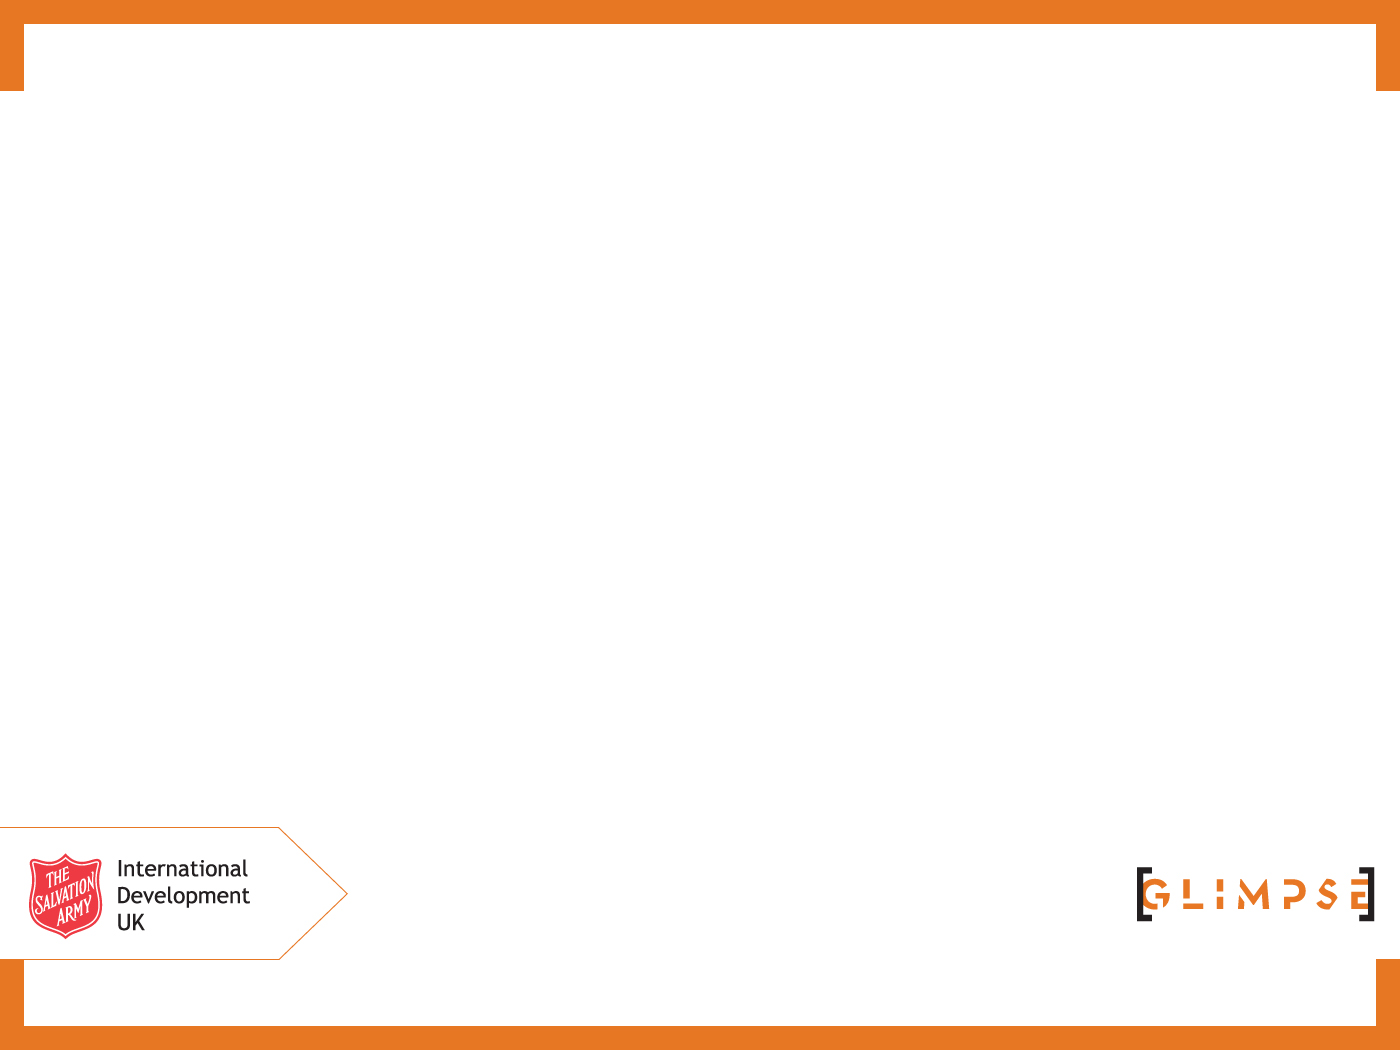 THE
SALVATION
ARMY
International
Development
UK
[GLIMPSE]